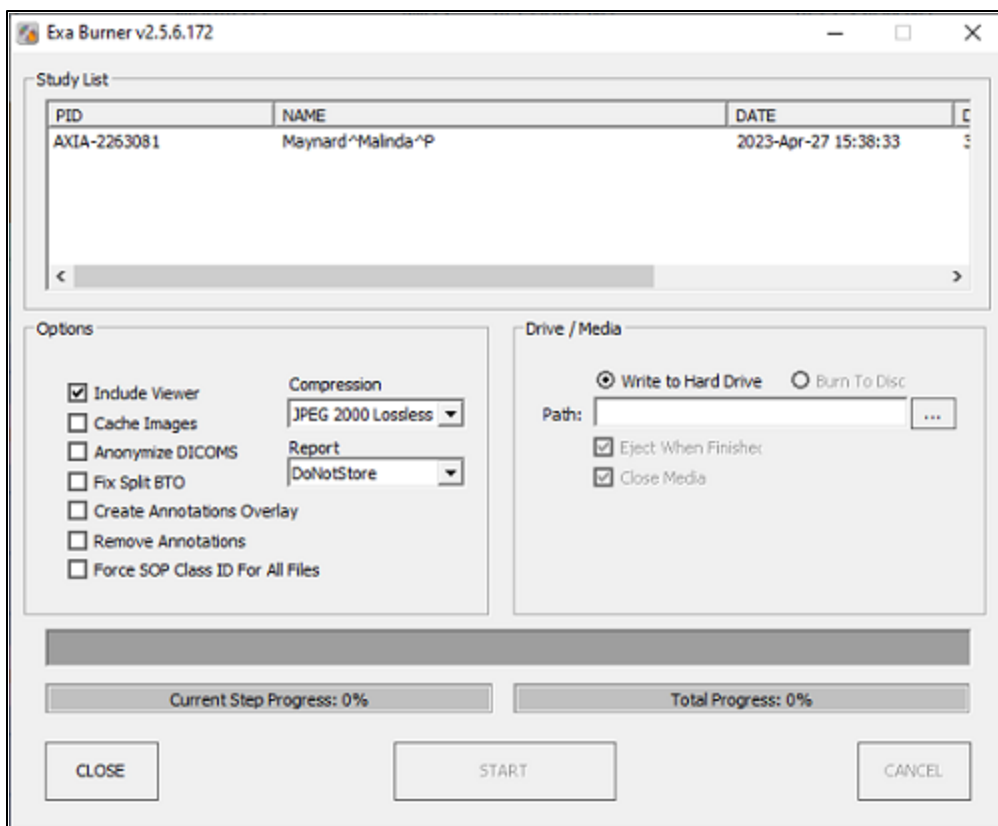 Exa Burner v2.5.6.172
Study List
PID NAME DATE
AXIA-2263081 Maynard^Malinda^P 2023-Apr-27 15:38:33
Options
Drive / Media
Include Viewer
Compression
Write to Hard Drive Burn To Disc
Cache Images
JPEG 2000 Lossless
Path: ...
Anonymize DICOMS
Report
Eject When Finished
Fix Split BTO
DoNotStore
Close Media
Create Annotations Overlay
Remove Annotations
Force SOP Class ID For All Files
Current Step Progress: 0% Total Progress: 0%
CLOSE START CANCEL